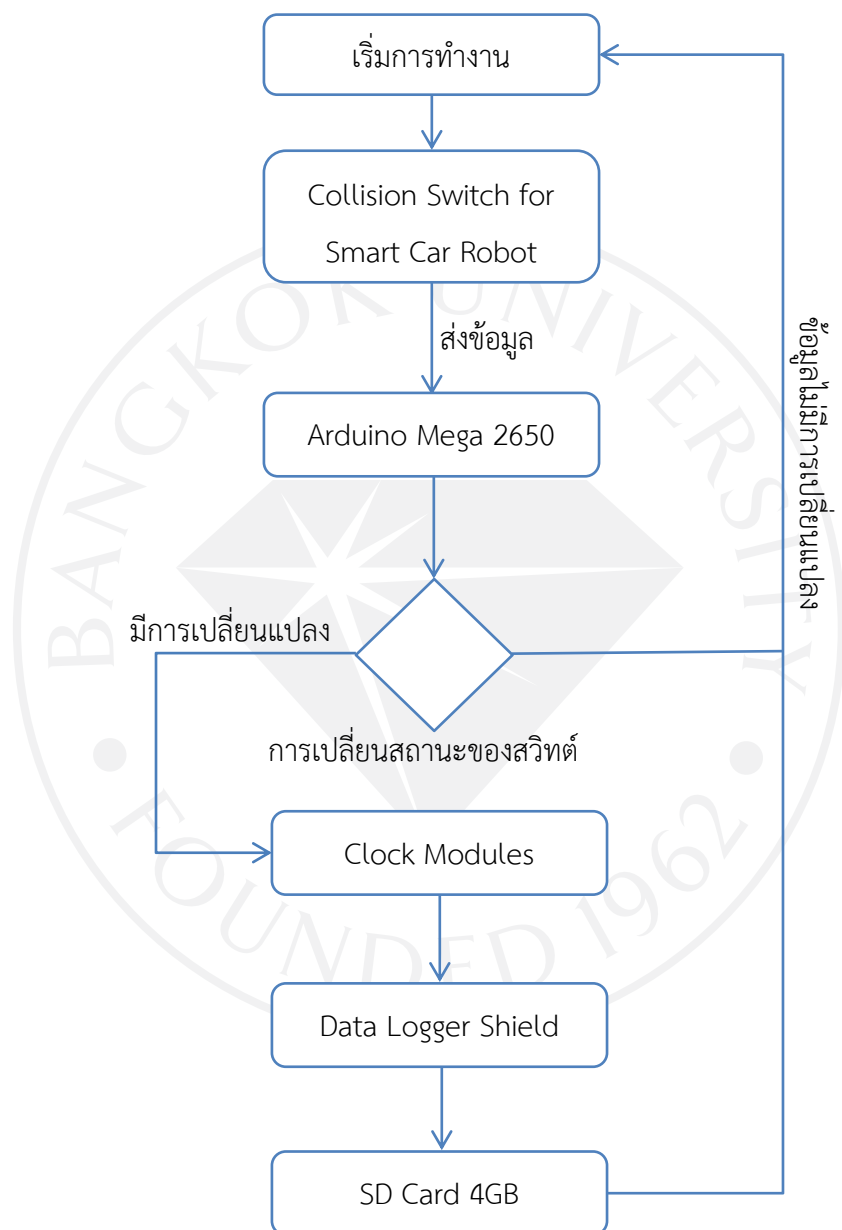 เริ่มการทำงาน
Collision Switch for
Smart Car Robot
ส่งข้อมูล
ข้อมูลไม่มีการเปลี่ยนแปลง
Arduino Mega 2650
มีการเปลี่ยนแปลง
การเปลี่ยนสถานะของสวิทต์
Clock Modules
Data Logger Shield
SD Card 4GB
BANGKOK UNIVERSITY
FOUNDED 1962